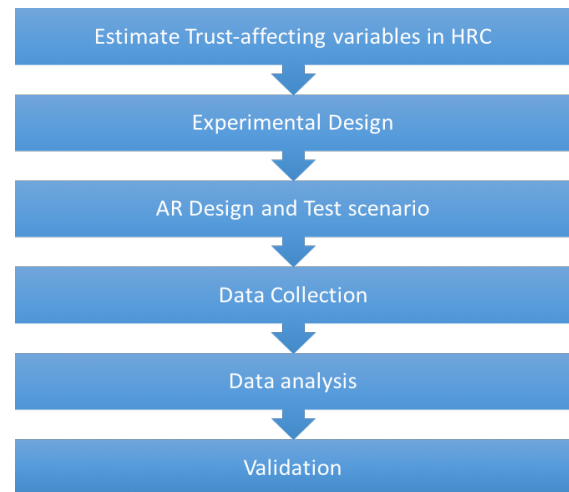 Estimate Trust-affecting variables in HRC
Experimental Design
AR Design and Test scenario
Data Collection
Data analysis
Validation